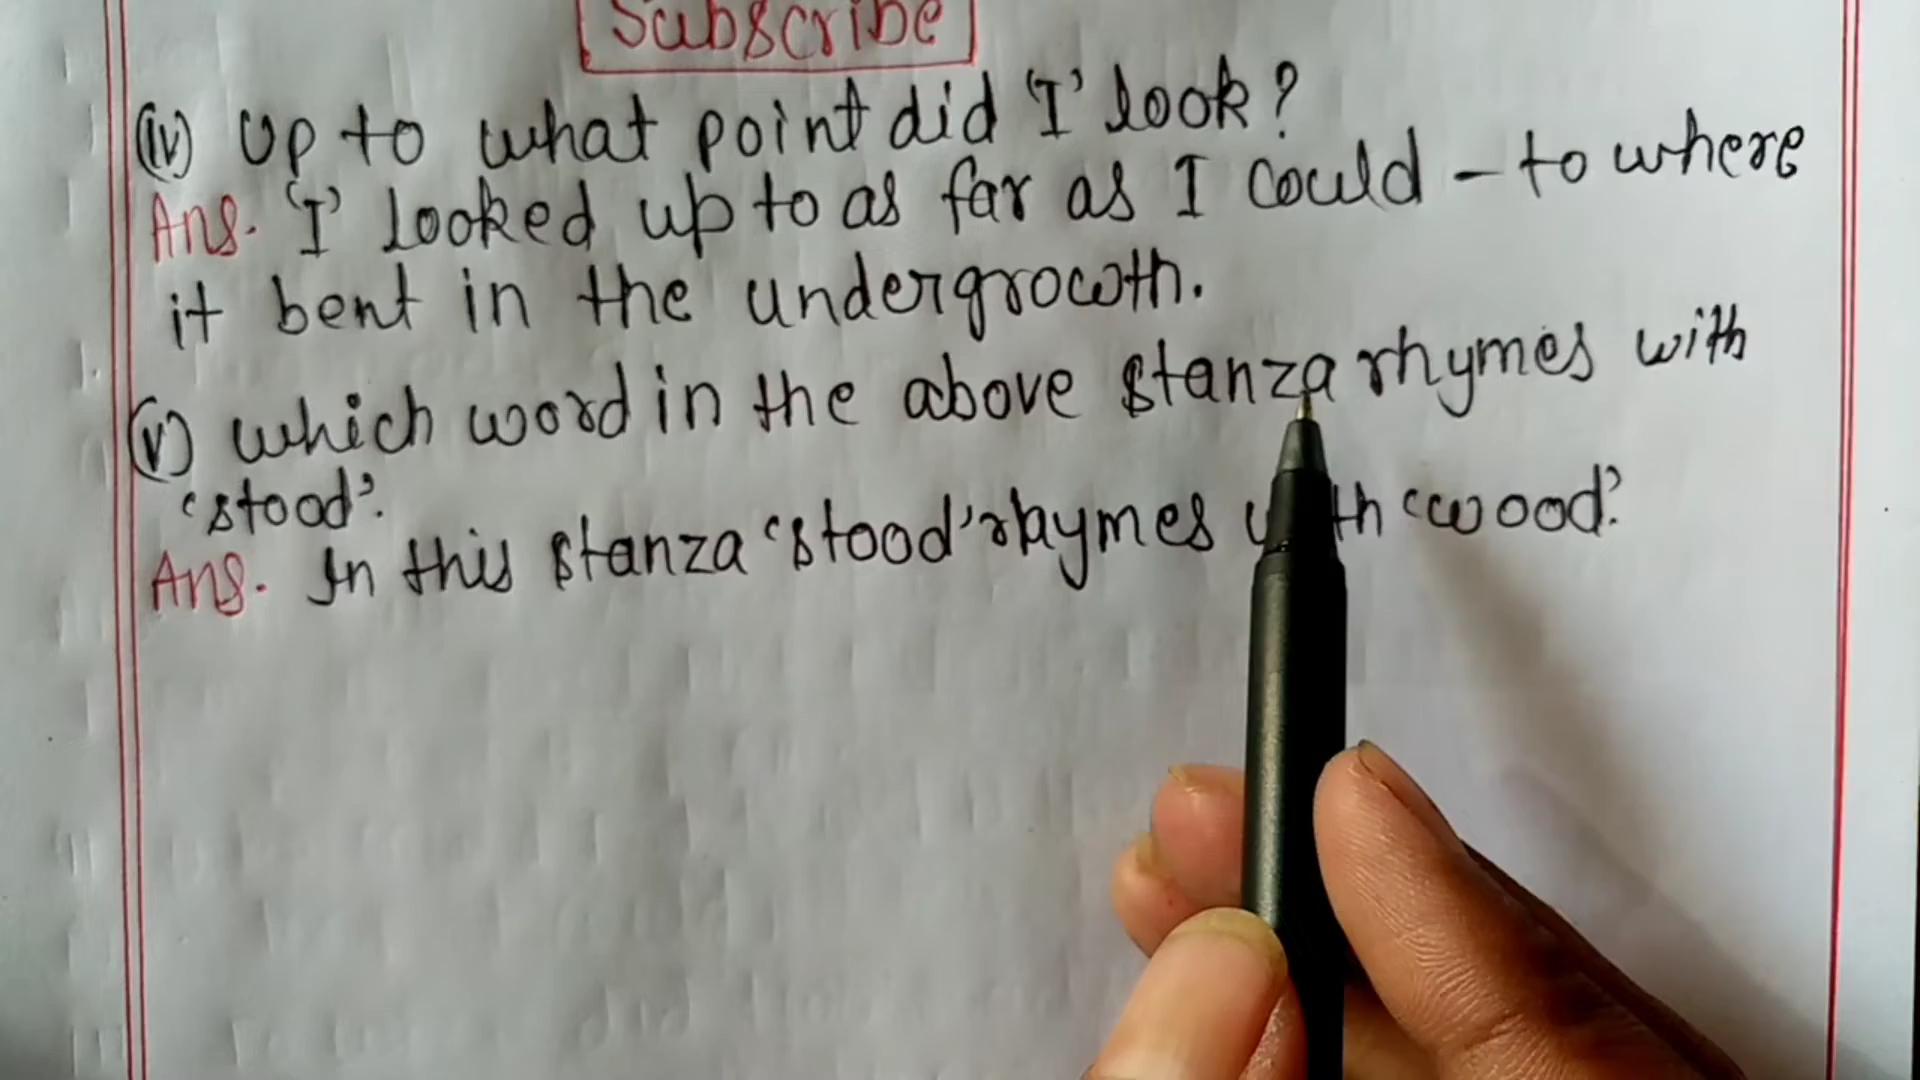 Subscribe
(iv) Up to what point did 'I' look?
Ans. 'I' looked up to as far as I could - to where
it bent in the undergrowth.
(v) which word in the above stanza rhymes with
'stood'.
Ans. In this stanza 'stood' rhymes with 'wood'.